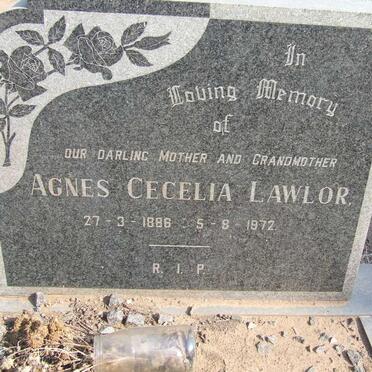 In
Loving Memory
of
OUR DARLING MOTHER AND GRANDMOTHER
AGNES CECELIA LAWLOR.
27-3-1886 : 5-8-1972
R. I. P.